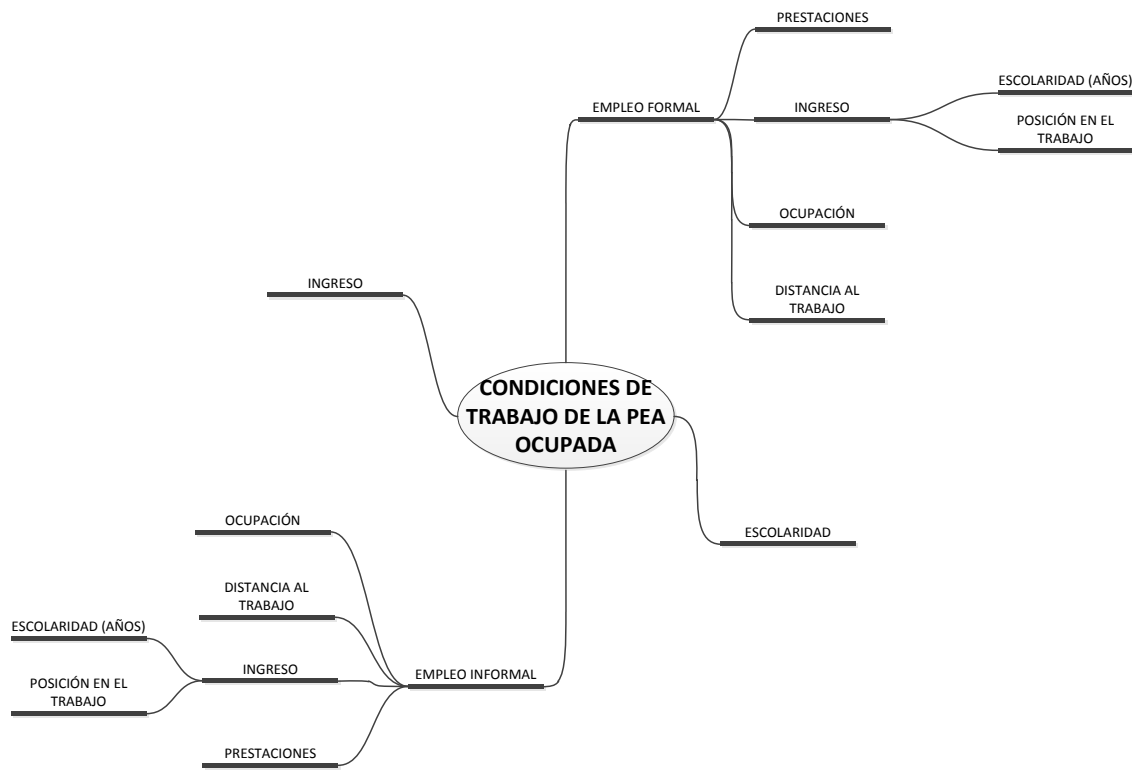 PRESTACIONES
ESCOLARIDAD (AÑOS)
EMPLEO FORMAL
INGRESO
POSICIÓN EN EL
TRABAJO
OCUPACIÓN
INGRESO
DISTANCIA AL
TRABAJO
CONDICIONES DE
TRABAJO DE LA PEA
OCUPADA
OCUPACIÓN
ESCOLARIDAD
DISTANCIA AL
TRABAJO
ESCOLARIDAD (AÑOS)
INGRESO
EMPLEO INFORMAL
POSICIÓN EN EL
TRABAJO
PRESTACIONES